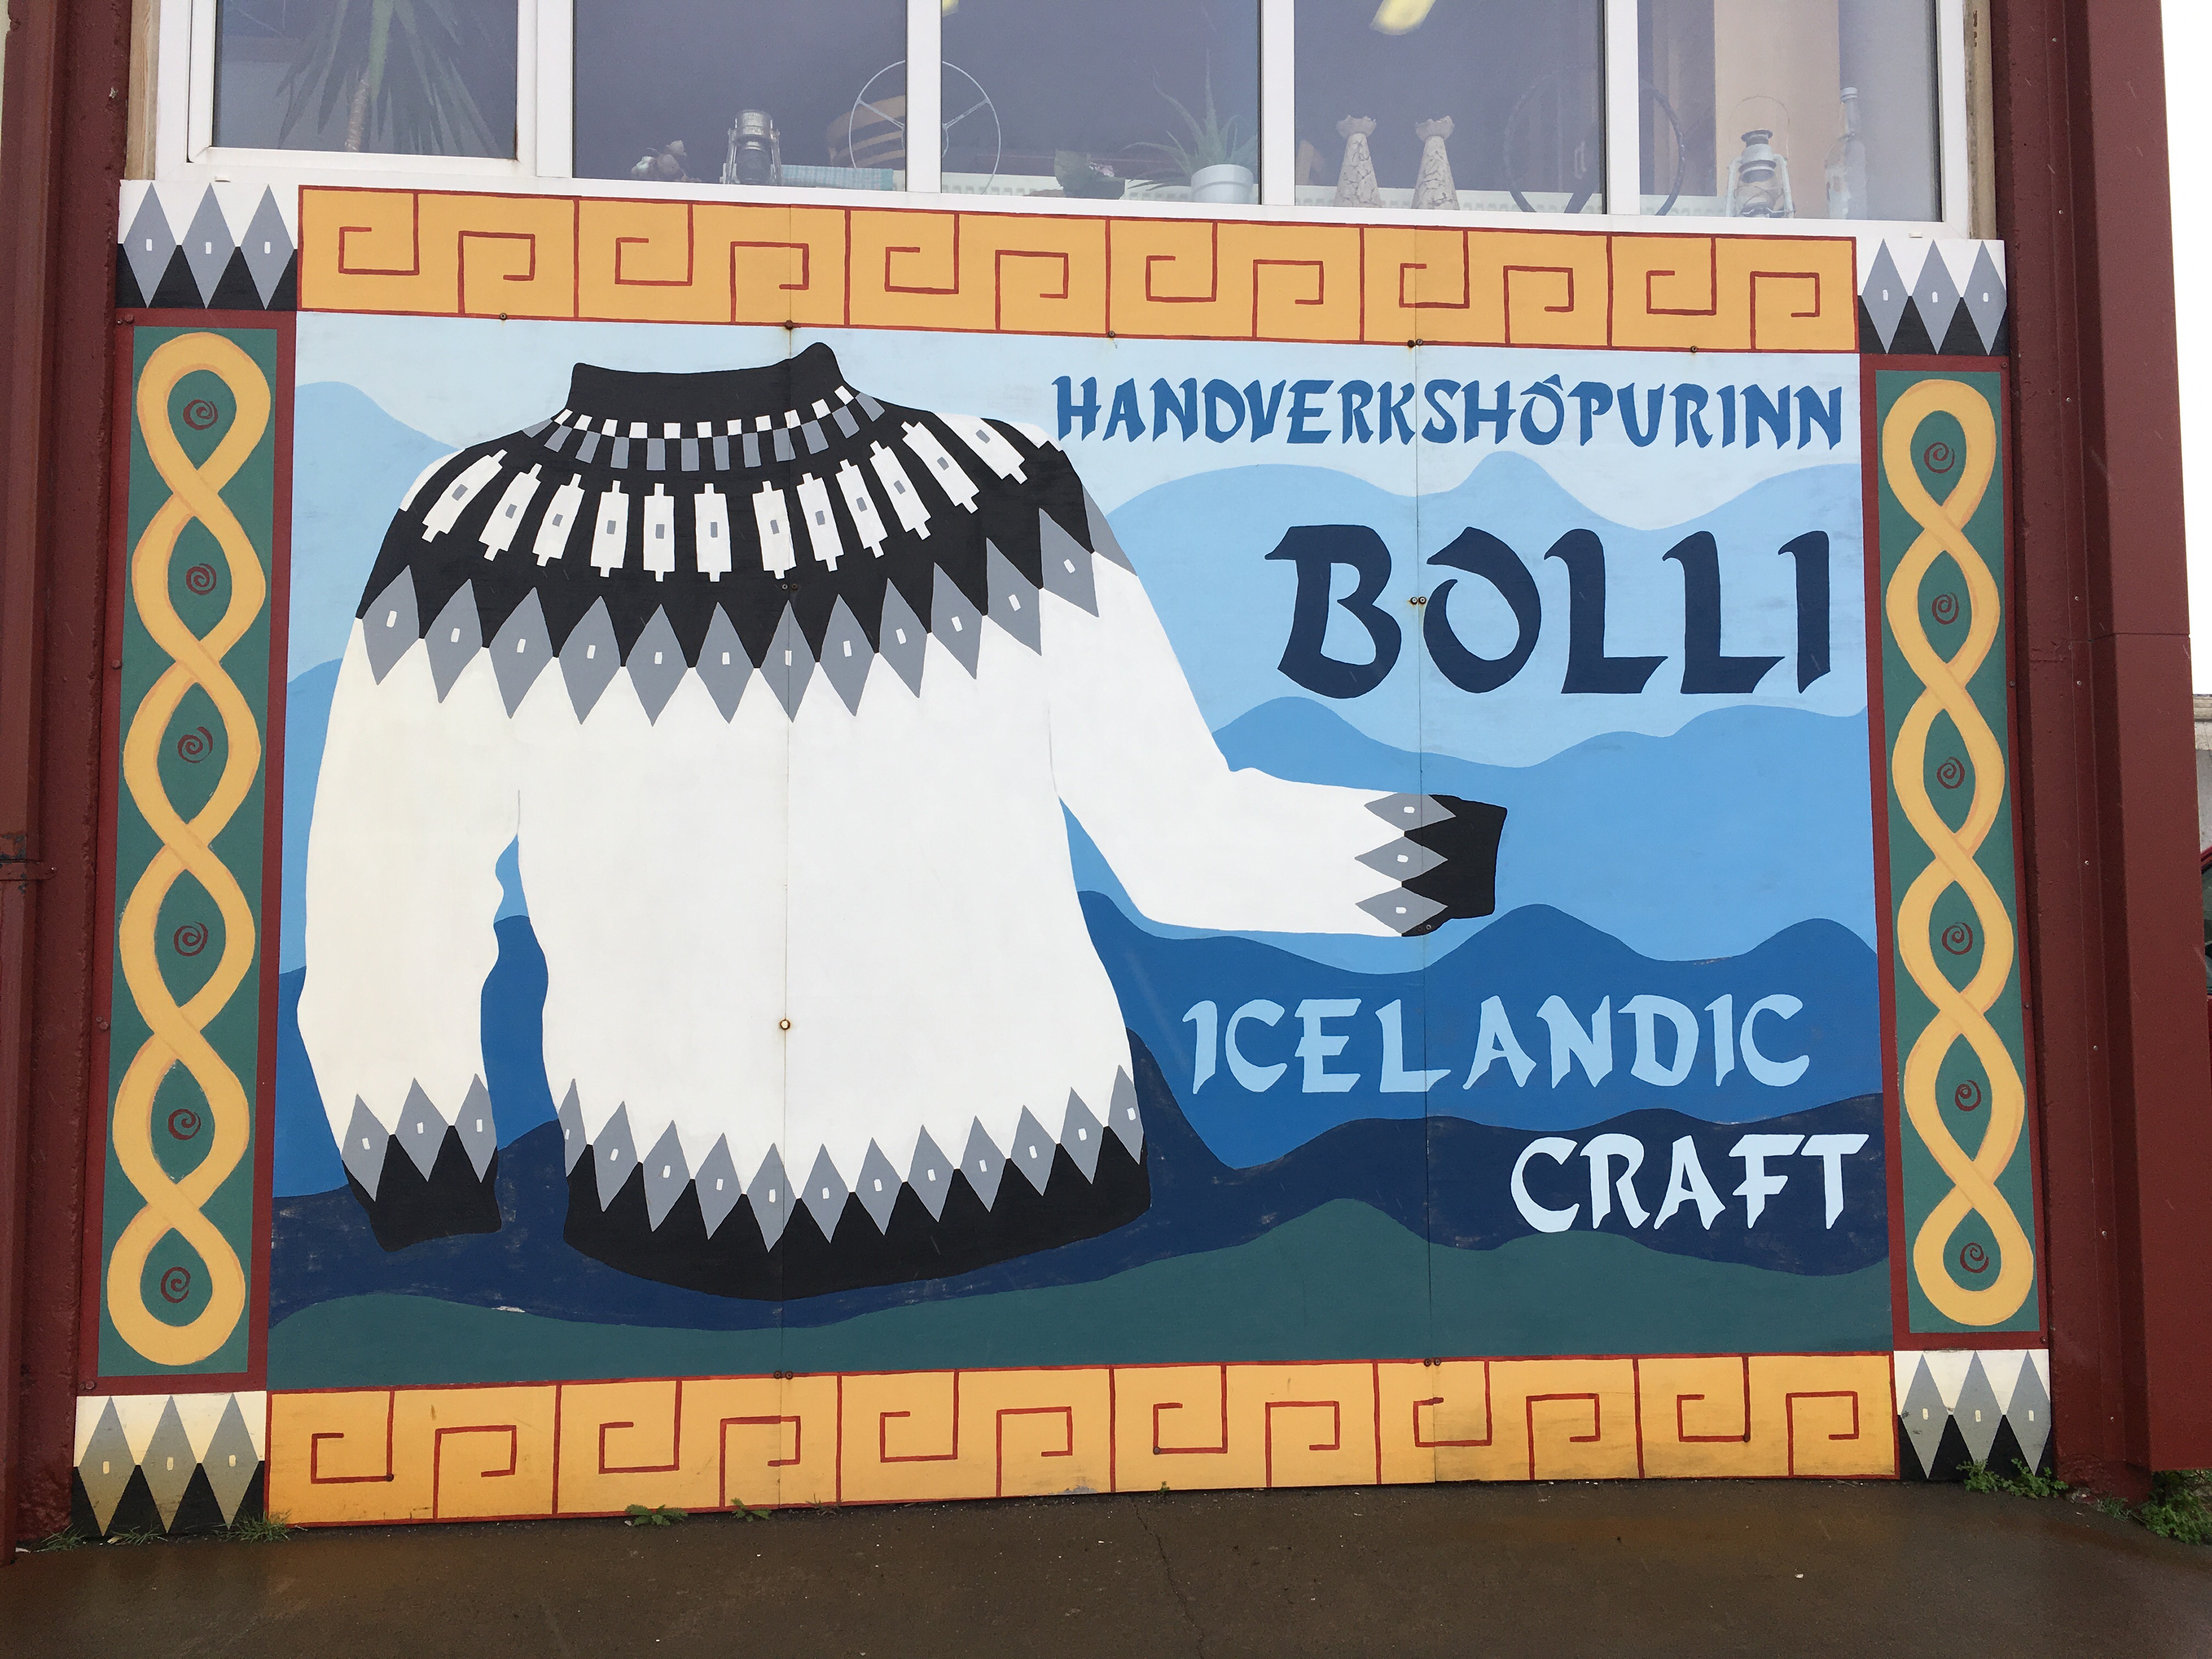 HANDVERKSHÓPURINN
BOLLI
ICELANDIC
CRAFT